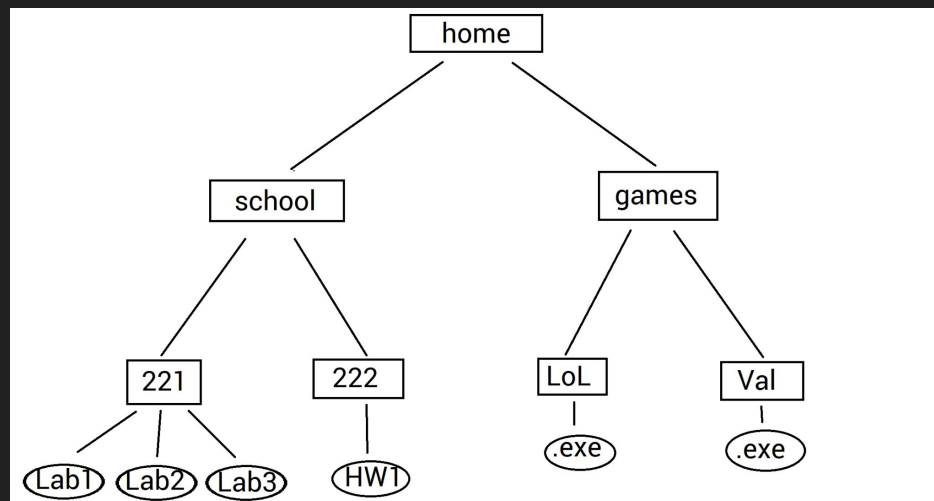 home
school
games
221
222
LoL
Val
Lab1
Lab2
Lab3
HW1
.exe
.exe